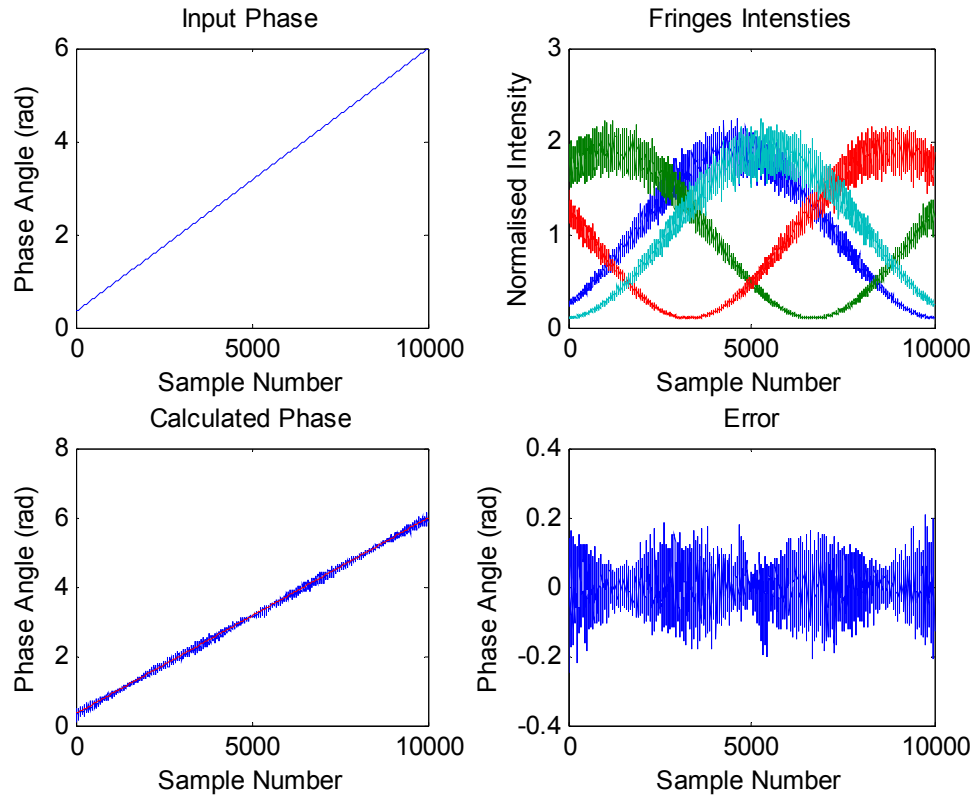 Input Phase
Phase Angle (rad)
6
4
2
0
0 5000 10000
Sample Number
Fringes Intensties
Normalised Intensity
3
2
1
0
0 5000 10000
Sample Number
Calculated Phase
Phase Angle (rad)
8
6
4
2
0
0 5000 10000
Sample Number
Error
Phase Angle (rad)
0.4
0.2
0
-0.2
-0.4
0 5000 10000
Sample Number